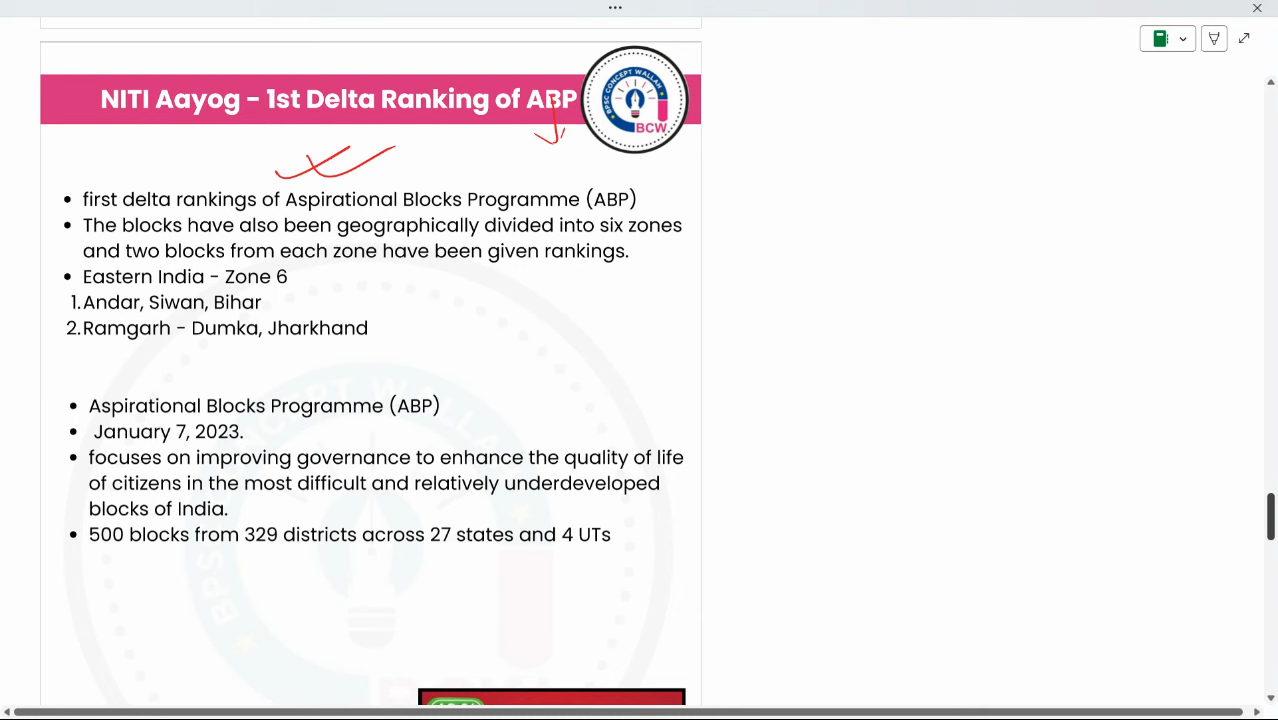 NITI Aayog - 1st Delta Ranking of ABP
BPSC CONCEPT WALLAH
BCW
• first delta rankings of Aspirational Blocks Programme (ABP)
• The blocks have also been geographically divided into six zones
and two blocks from each zone have been given rankings.
• Eastern India - Zone 6
1. Andar, Siwan, Bihar
2. Ramgarh - Dumka, Jharkhand
• Aspirational Blocks Programme (ABP)
• January 7, 2023.
• focuses on improving governance to enhance the quality of life
of citizens in the most difficult and relatively underdeveloped
blocks of India.
• 500 blocks from 329 districts across 27 states and 4 UTs
BPSC CONCEPT WALLAH
BCW